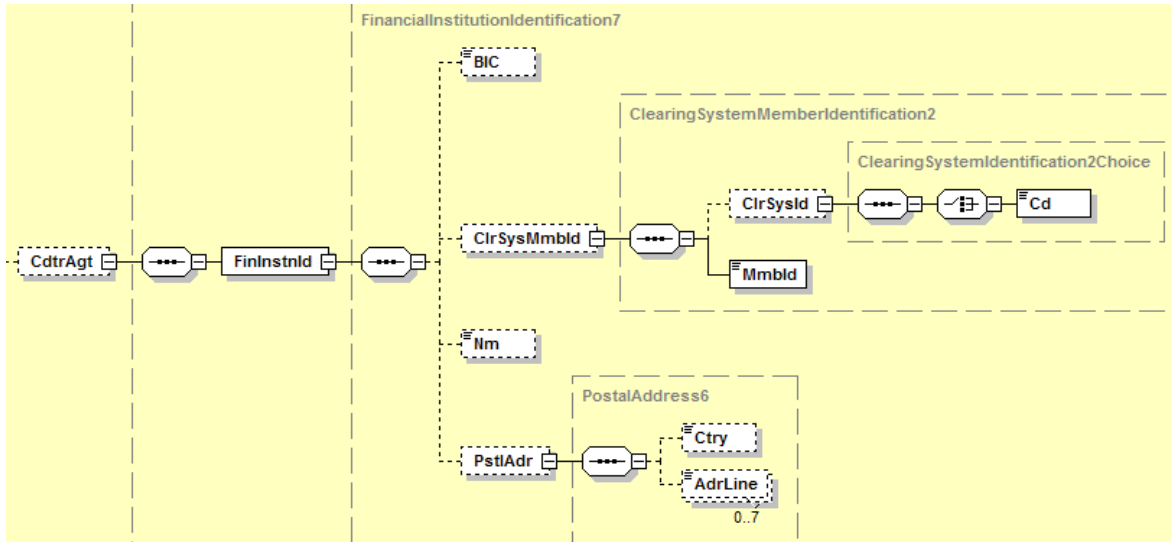 FinancialInstitutionIdentification7
BIC
ClearingSystemMemberIdentification2
ClearingSystemIdentification2Choice
ClrSysId
Cd
ClrSysMmbId
CdtrAgt
FinInstnId
MmbId
Nm
PostalAddress6
Ctry
PstlAdr
AdrLine
0..7